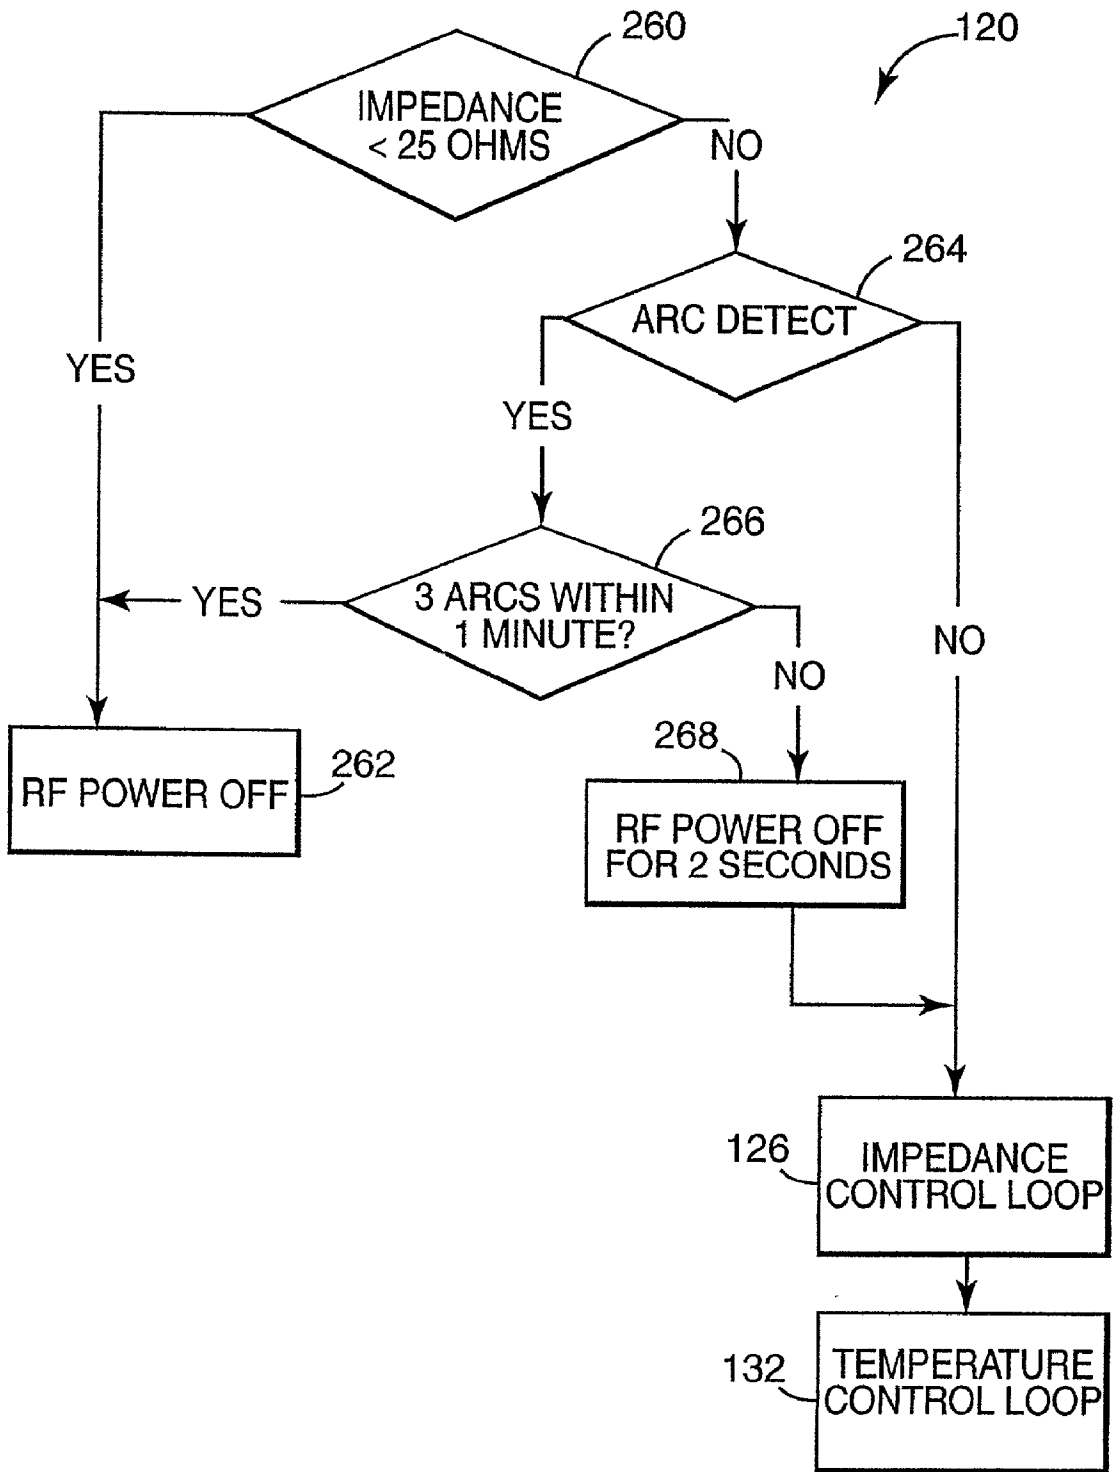 260
120
IMPEDANCE
< 25 OHMS
NO
264
ARC DETECT
YES
YES
266
3 ARCS WITHIN
1 MINUTE?
YES
NO
NO
268
262
RF POWER OFF
RF POWER OFF
FOR 2 SECONDS
126
IMPEDANCE
CONTROL LOOP
132
TEMPERATURE
CONTROL LOOP